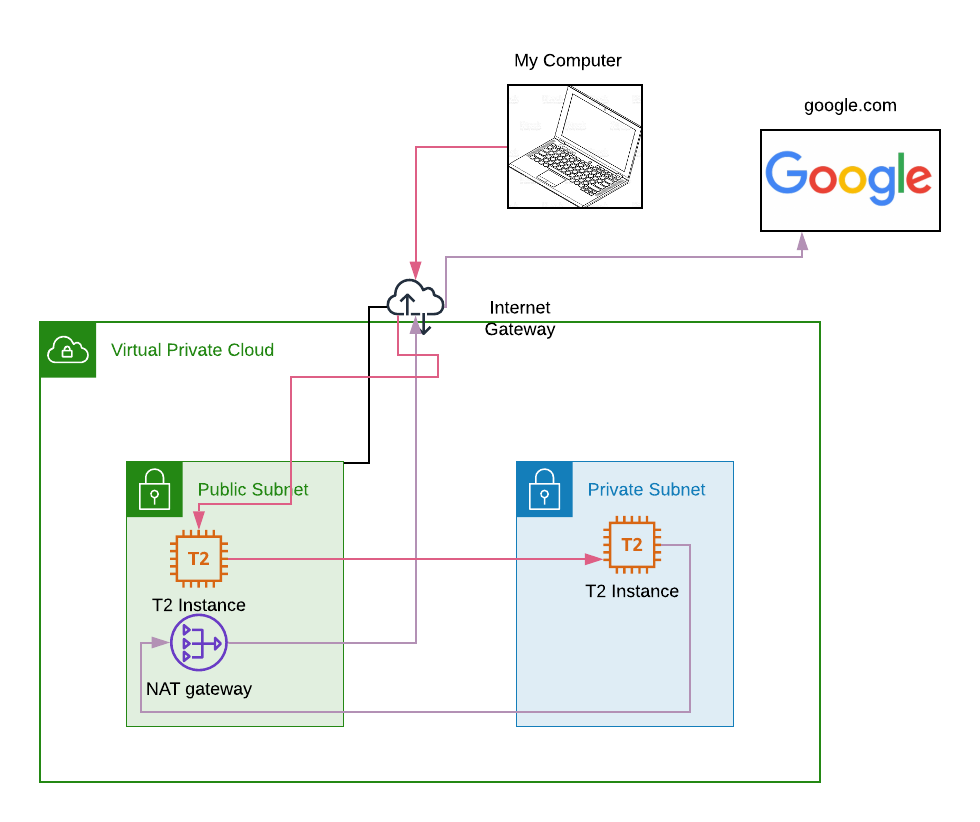 My Computer
google.com
Google
Internet
Gateway
Virtual Private Cloud
Public Subnet
Private Subnet
T2
T2
T2 Instance
T2 Instance
NAT gateway